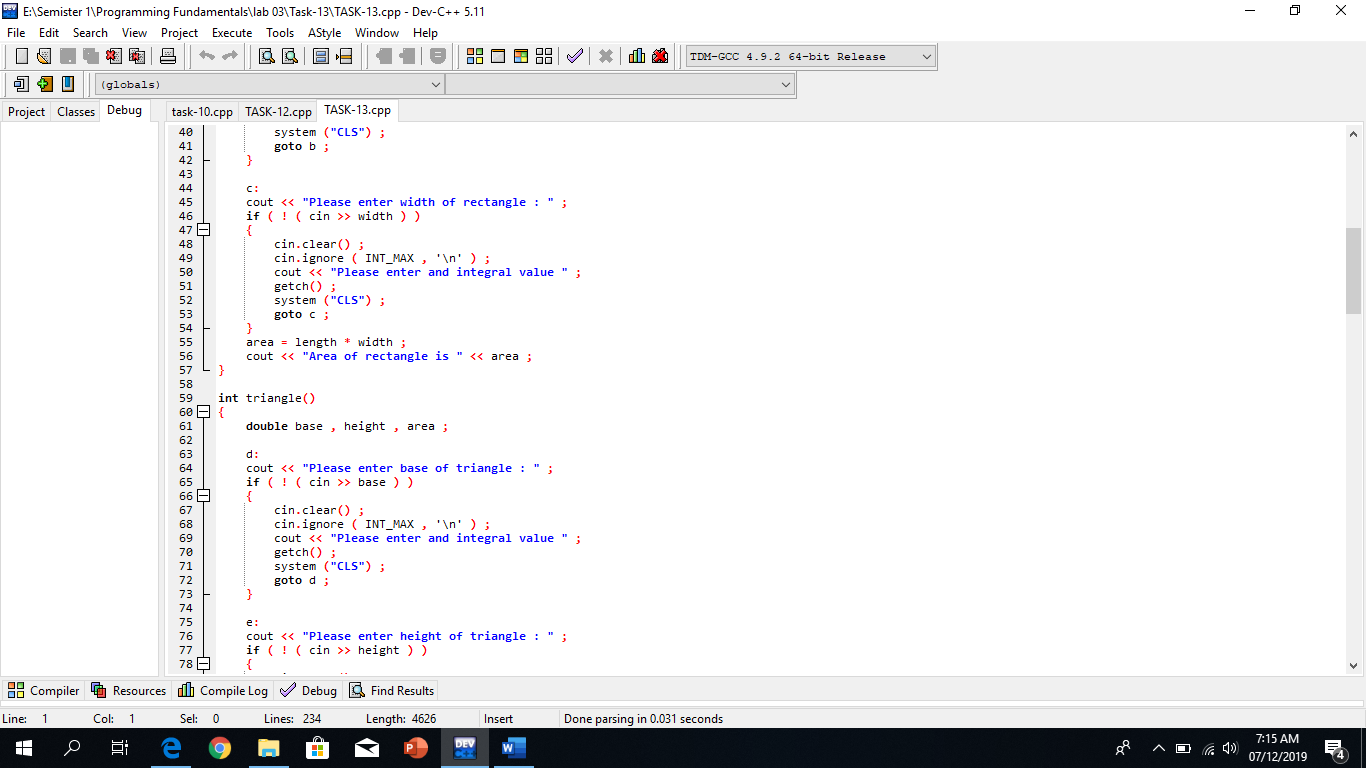 E:\Semister 1\Programming Fundamentals\lab 03\Task-13\TASK-13.cpp - Dev-C++ 5.11
File Edit Search View Project Execute Tools AStyle Window Help
TDM-GCC 4.9.2 64-bit Release
(globals)
Project Classes Debug task-10.cpp TASK-12.cpp TASK-13.cpp
40 system ("CLS") ;
41 goto b ;
42 }
43
44 c:
45 cout << "Please enter width of rectangle : " ;
46 if ( ! ( cin >> width ) )
47 {
48 cin.clear() ;
49 cin.ignore ( INT_MAX , '\n' ) ;
50 cout << "Please enter and integral value " ;
51 getch() ;
52 system ("CLS") ;
53 goto c ;
54 }
55 area = length * width ;
56 cout << "Area of rectangle is " << area ;
57 }
58
59 int triangle()
60 {
61 double base , height , area ;
62
63 d:
64 cout << "Please enter base of triangle : " ;
65 if ( ! ( cin >> base ) )
66 {
67 cin.clear() ;
68 cin.ignore ( INT_MAX , '\n' ) ;
69 cout << "Please enter and integral value " ;
70 getch() ;
71 system ("CLS") ;
72 goto d ;
73 }
74
75 e:
76 cout << "Please enter height of triangle : " ;
77 if ( ! ( cin >> height ) )
78 {
Compiler Resources Compile Log Debug Find Results
Line: 1 Col: 1 Sel: 0 Lines: 234 Length: 4626 Insert Done parsing in 0.031 seconds
7:15 AM
07/12/2019
4